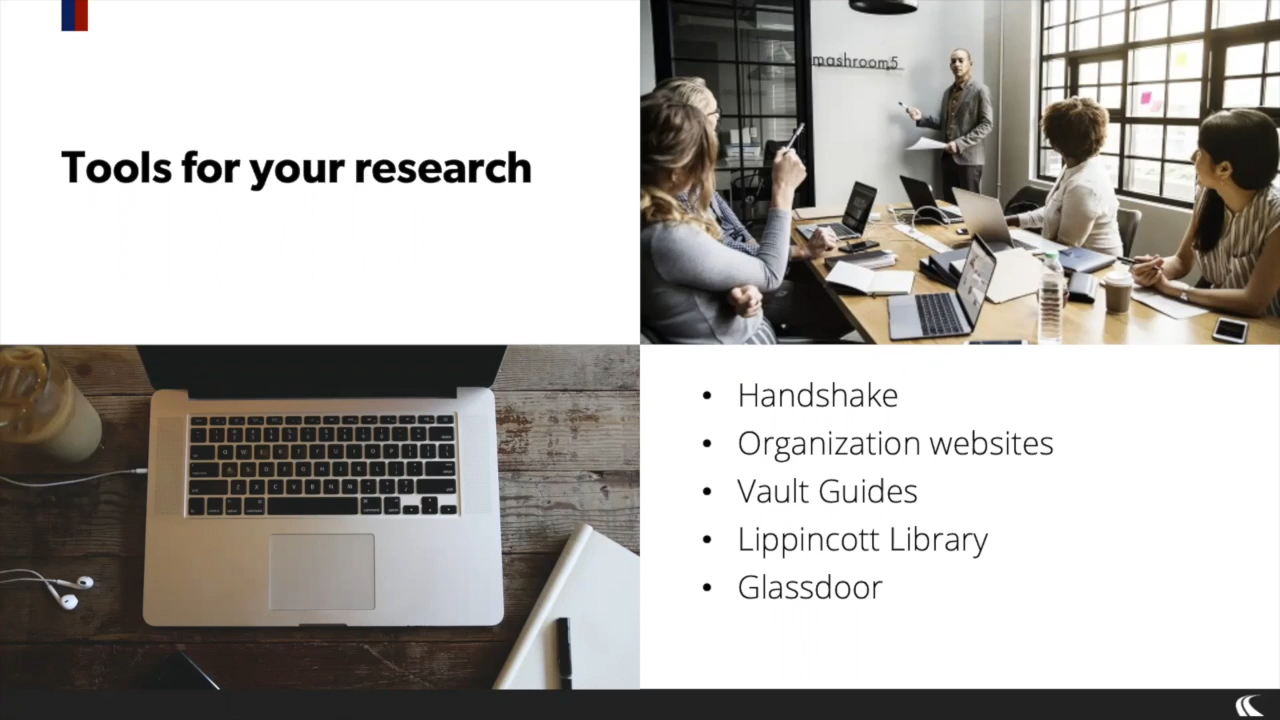 Tools for your research
mashroom5
Handshake
Organization websites
Vault Guides
Lippincott Library
Glassdoor